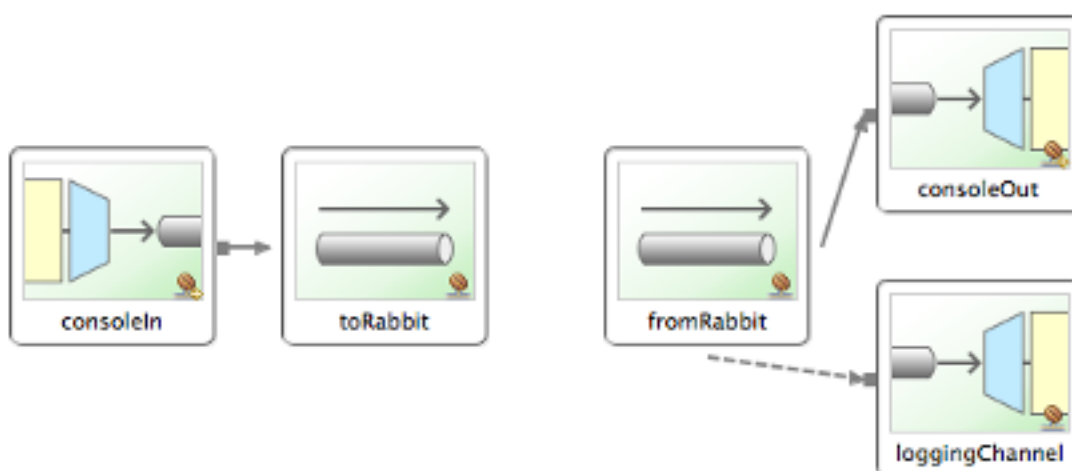 consoleIn
toRabbit
fromRabbit
consoleOut
loggingChannel